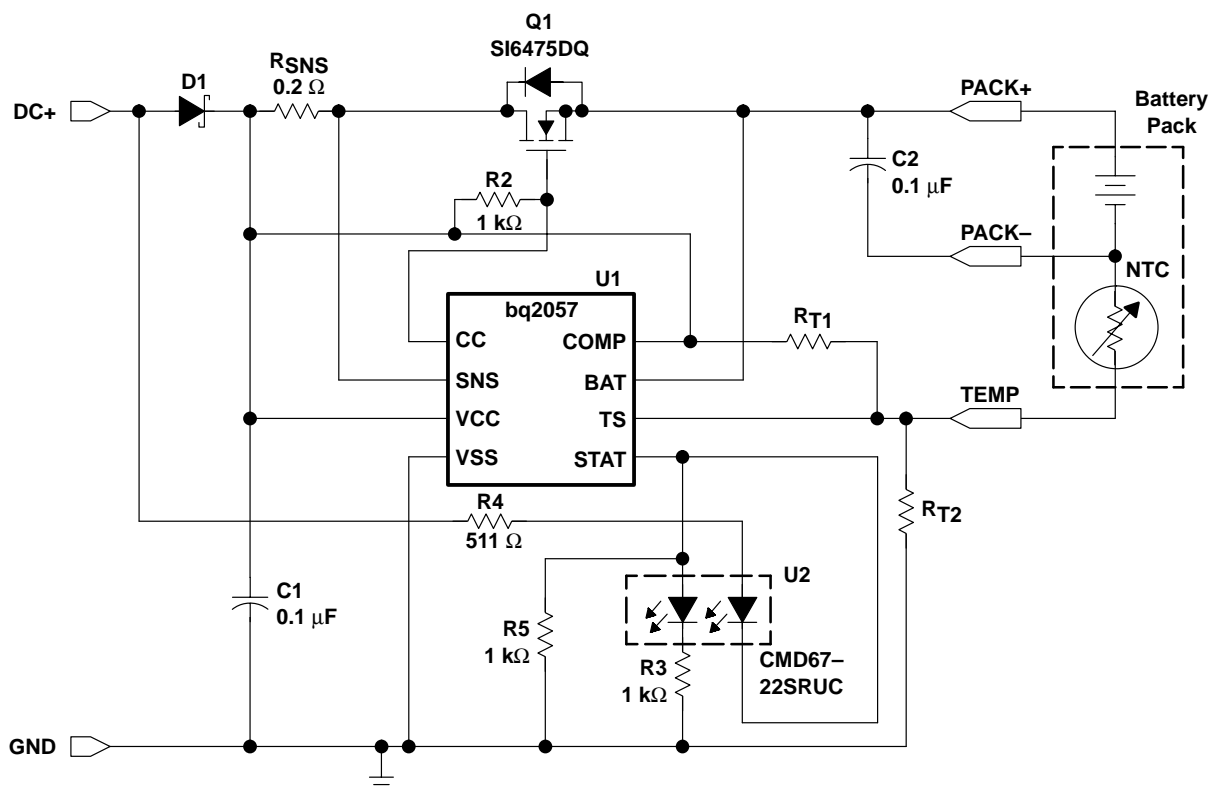 Q1
SI6475DQ
RSNS
0.2 Ω
D1
DC+
PACK+
Battery
Pack
C2
0.1 μF
R2
1 kΩ
PACK–
NTC
U1
bq2057
RT1
CC
COMP
SNS
BAT
VCC
TS
TEMP
VSS
STAT
R4
511 Ω
RT2
U2
C1
0.1 μF
R5
1 kΩ
R3
1 kΩ
CMD67–
22SRUC
GND